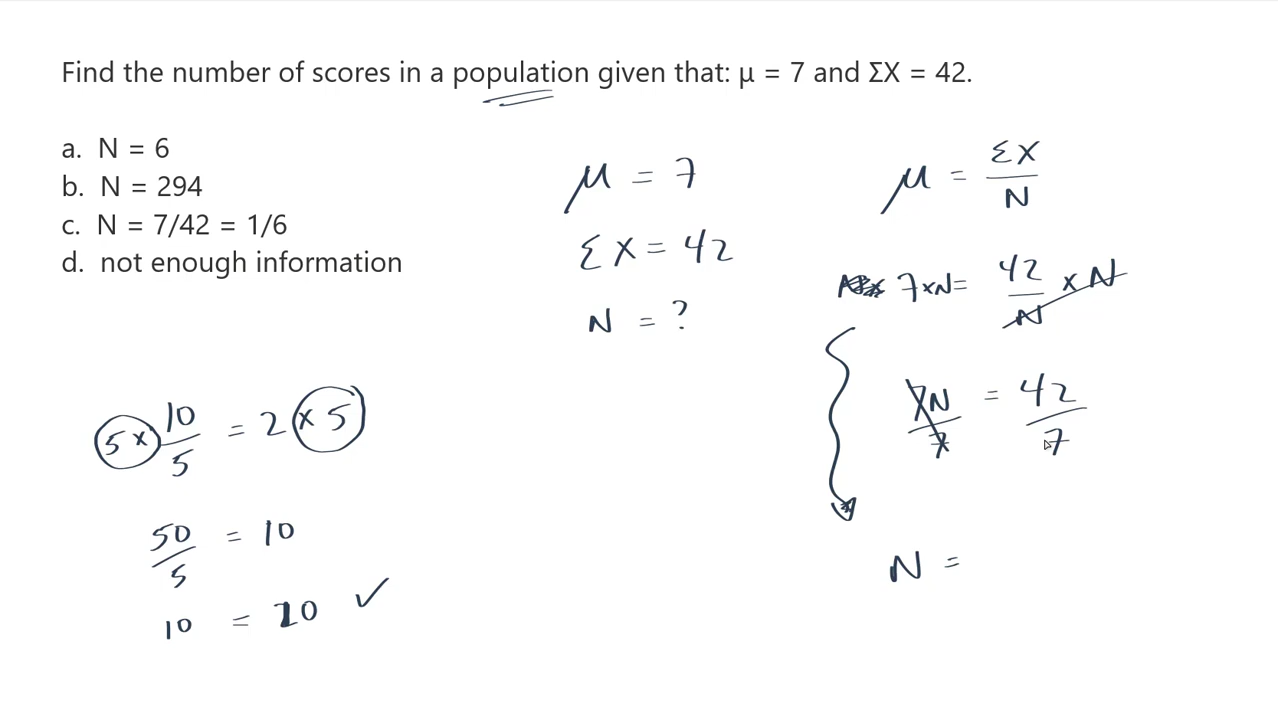 Find the number of scores in a population given that: μ = 7 and ΣX = 42.
a. N = 6
b. N = 294
c. N = 7/42 = 1/6
d. not enough information
μ = 7
ΣX = 42
N = ?
μ = ΣX / N
7 x N = 42 / N x N
7N / 7 = 42 / 7
N =
5 x 10 / 5 = 2 x 5
50 / 5 = 10
10 = 10 ✓